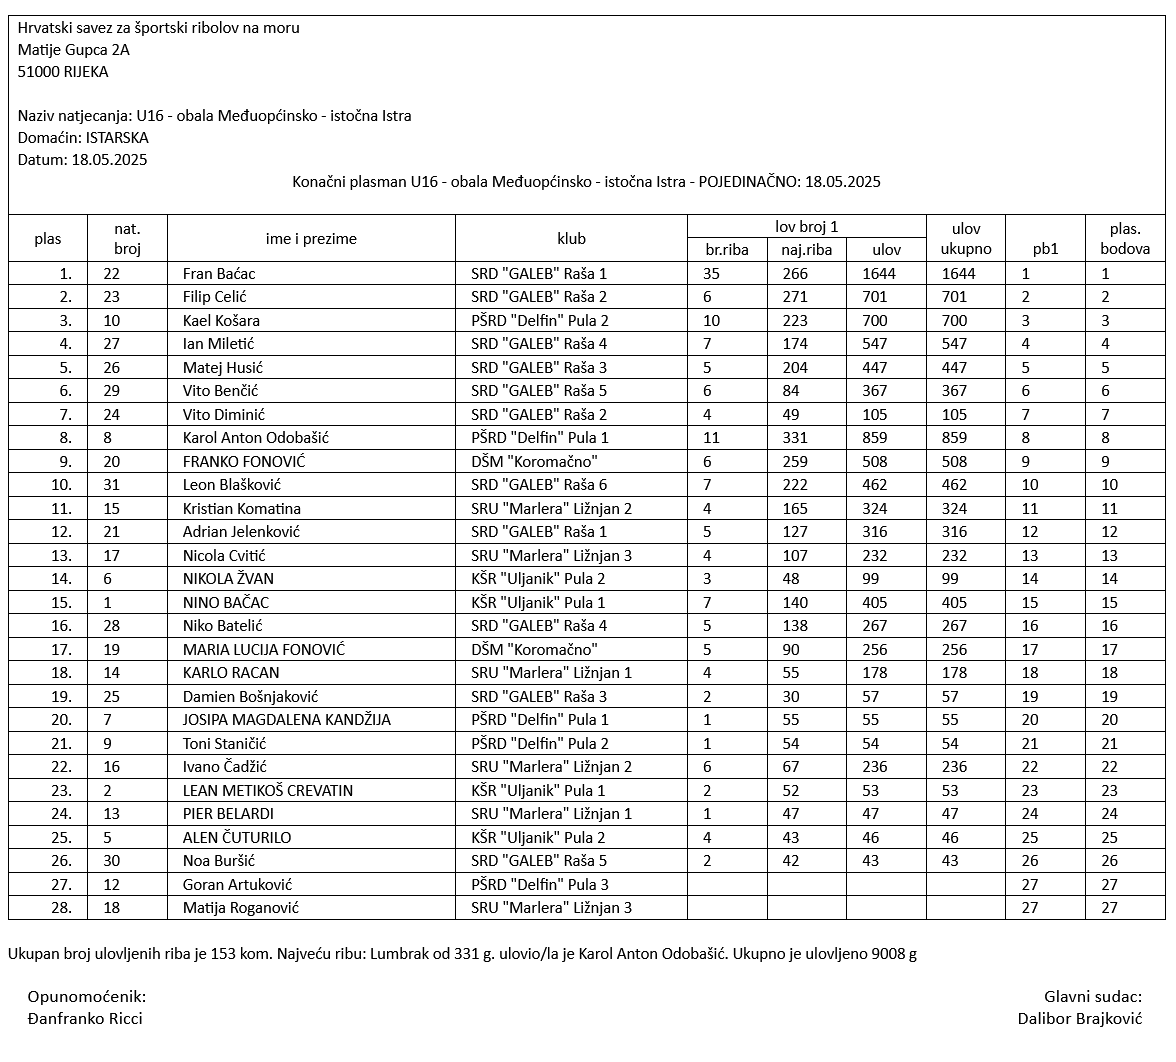 Hrvatski savez za športski ribolov na moru
Matije Gupca 2A
51000 RIJEKA
Naziv natjecanja: U16 - obala Međuopćinsko - istočna Istra
Domaćin: ISTARSKA
Datum: 18.05.2025
Konačni plasman U16 - obala Međuopćinsko - istočna Istra - POJEDINAČNO: 18.05.2025
plas nat. broj ime i prezime klub lov broj 1 ulov ukupno pb1 plas. bodova
br.riba naj.riba ulov
1. 22 Fran Baćac SRD "GALEB" Raša 1 35 266 1644 1644 1 1
2. 23 Filip Celić SRD "GALEB" Raša 2 6 271 701 701 2 2
3. 10 Kael Košara PŠRD "Delfin" Pula 2 10 223 700 700 3 3
4. 27 Ian Miletić SRD "GALEB" Raša 4 7 174 547 547 4 4
5. 26 Matej Husić SRD "GALEB" Raša 3 5 204 447 447 5 5
6. 29 Vito Benčić SRD "GALEB" Raša 5 6 84 367 367 6 6
7. 24 Vito Diminić SRD "GALEB" Raša 2 4 49 105 105 7 7
8. 8 Karol Anton Odobašić PŠRD "Delfin" Pula 1 11 331 859 859 8 8
9. 20 FRANKO FONOVIĆ DŠM "Koromačno" 6 259 508 508 9 9
10. 31 Leon Blašković SRD "GALEB" Raša 6 7 222 462 462 10 10
11. 15 Kristian Komatina SRU "Marlera" Ližnjan 2 4 165 324 324 11 11
12. 21 Adrian Jelenković SRD "GALEB" Raša 1 5 127 316 316 12 12
13. 17 Nicola Cvitić SRU "Marlera" Ližnjan 3 4 107 232 232 13 13
14. 6 NIKOLA ŽVAN KŠR "Uljanik" Pula 2 3 48 99 99 14 14
15. 1 NINO BAČAC KŠR "Uljanik" Pula 1 7 140 405 405 15 15
16. 28 Niko Batelić SRD "GALEB" Raša 4 5 138 267 267 16 16
17. 19 MARIA LUCIJA FONOVIĆ DŠM "Koromačno" 5 90 256 256 17 17
18. 14 KARLO RACAN SRU "Marlera" Ližnjan 1 4 55 178 178 18 18
19. 25 Damien Bošnjaković SRD "GALEB" Raša 3 2 30 57 57 19 19
20. 7 JOSIPA MAGDALENA KANDŽIJA PŠRD "Delfin" Pula 1 1 55 55 55 20 20
21. 9 Toni Staničić PŠRD "Delfin" Pula 2 1 54 54 54 21 21
22. 16 Ivano Čadžić SRU "Marlera" Ližnjan 2 6 67 236 236 22 22
23. 2 LEAN METIKOŠ CREVATIN KŠR "Uljanik" Pula 1 2 52 53 53 23 23
24. 13 PIER BELARDI SRU "Marlera" Ližnjan 1 1 47 47 47 24 24
25. 5 ALEN ČUTURILO KŠR "Uljanik" Pula 2 4 43 46 46 25 25
26. 30 Noa Buršić SRD "GALEB" Raša 5 2 42 43 43 26 26
27. 12 Goran Artuković PŠRD "Delfin" Pula 3 27 27
28. 18 Matija Roganović SRU "Marlera" Ližnjan 3 27 27
Ukupan broj ulovljenih riba je 153 kom. Najveću ribu: Lumbrak od 331 g. ulovio/la je Karol Anton Odobašić. Ukupno je ulovljeno 9008 g
Opunomoćenik: Glavni sudac:
Đanfranko Ricci Dalibor Brajković